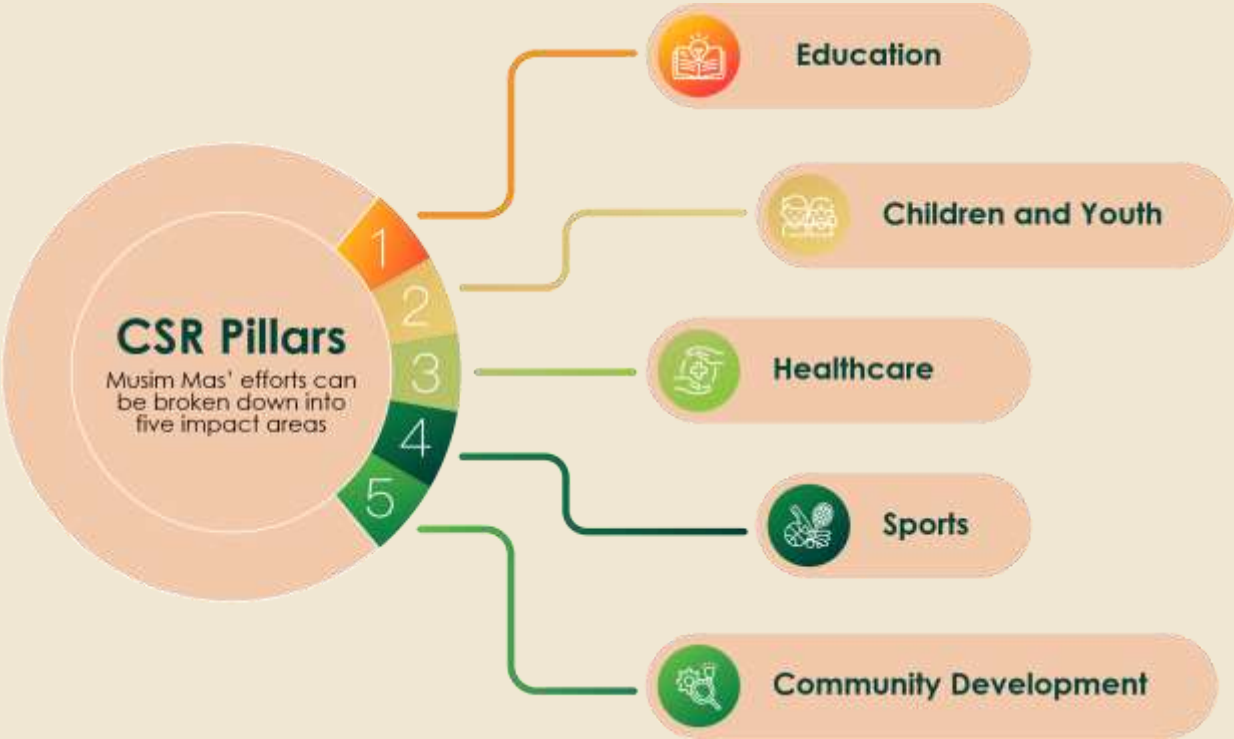 CSR Pillars
Musim Mas' efforts can
be broken down into
five impact areas
1
2
3
4
5
Education
Children and Youth
Healthcare
Sports
Community Development